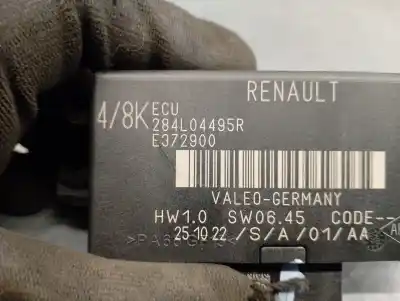 RENAULT
4/8K ECU
284L04495R
E372900
VALEO-GERMANY
HW1.0 SW06.45 CODE--
25 10 22 /S/A/01/AA